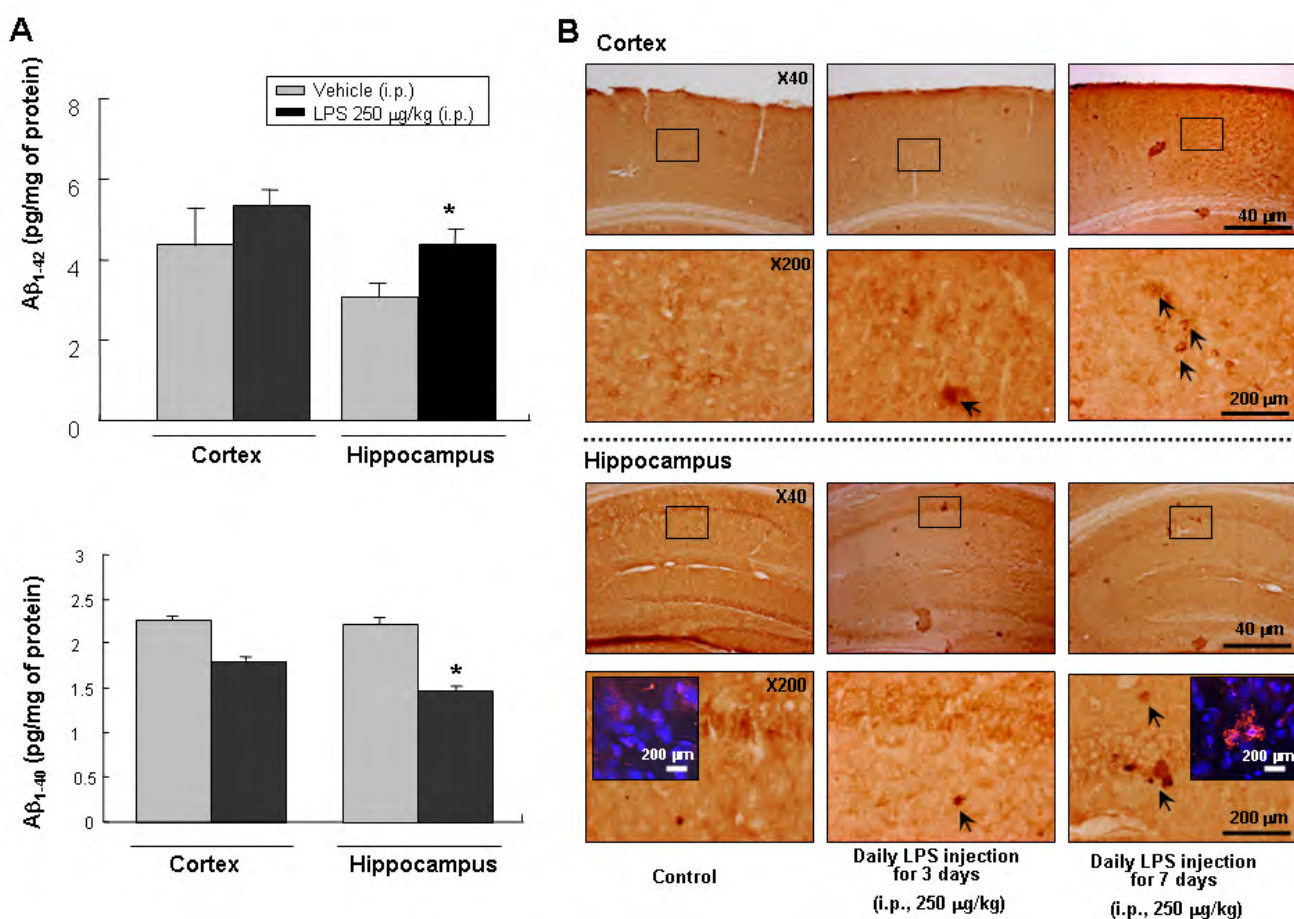 A
Vehicle (i.p.)
LPS 250 µg/kg (i.p.)
Aβ1-42 (pg/mg of protein)
8
6
4
2
0
Cortex
Hippocampus
*
Aβ1-40 (pg/mg of protein)
3
2.5
2
1.5
1
0.5
0
Cortex
Hippocampus
*
B
Cortex
X40
40 µm
X200
200 µm
Hippocampus
X40
40 µm
X200
200 µm
200 µm
200 µm
Control
Daily LPS injection
for 3 days
(i.p., 250 µg/kg)
Daily LPS injection
for 7 days
(i.p., 250 µg/kg)